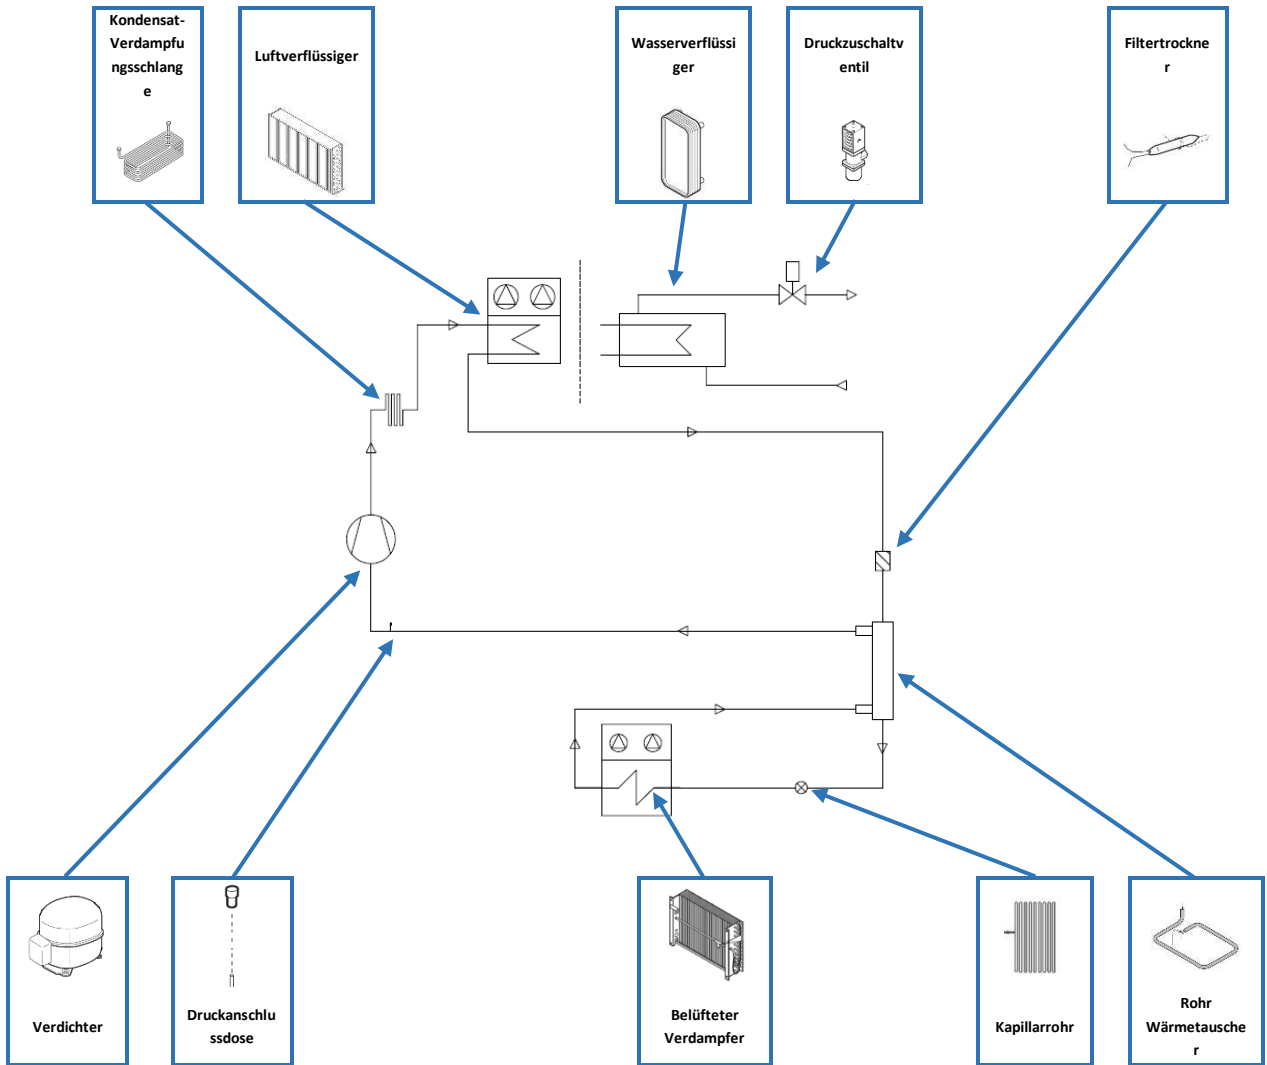 Kondensat-
Verdampfu
ngsschlang
e
Luftverflüssiger
Wasserverflüssi
ger
Druckzuschaltv
entil
Filtertrockne
r
Verdichter
Druckanschlu
ssdose
Belüfteter
Verdampfer
Kapillarrohr
Rohr
Wärmetausche
r